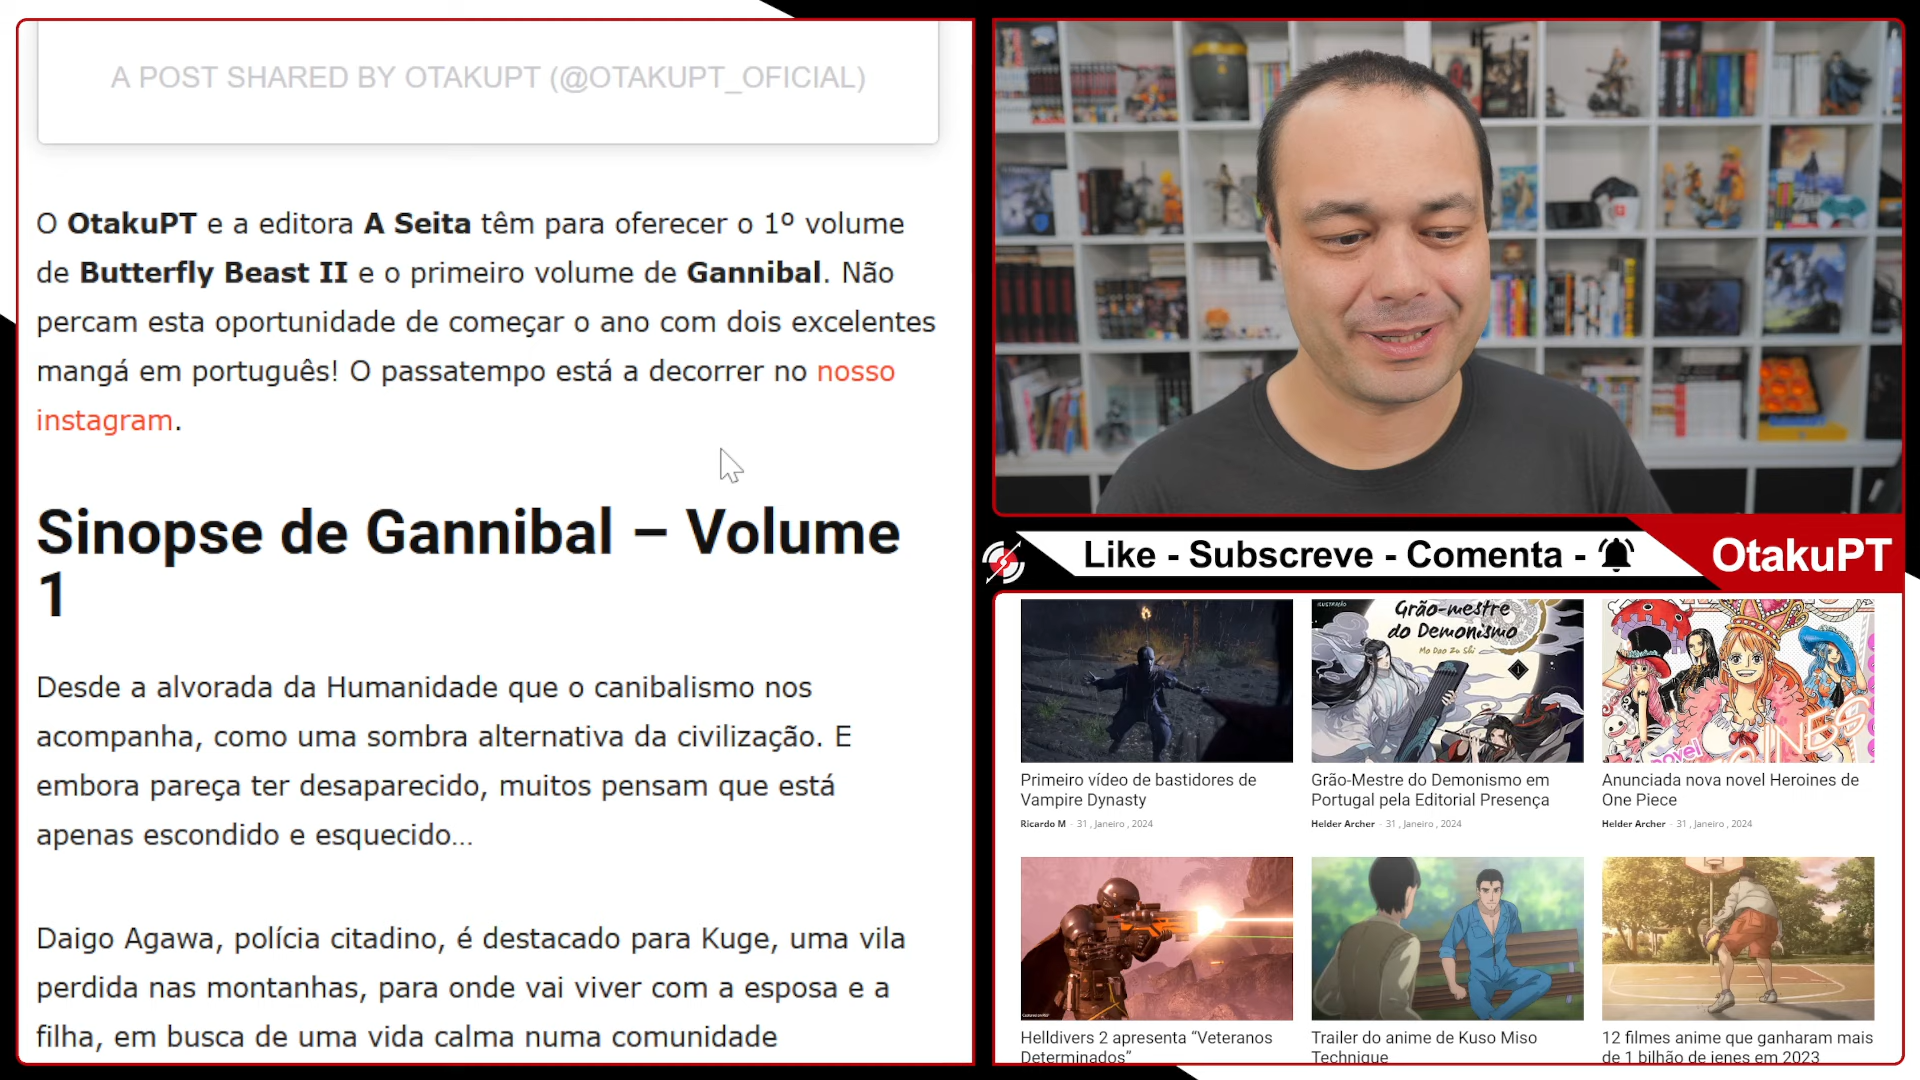 A POST SHARED BY OTAKUPT (@OTAKUPT_OFICIAL)
O OtakuPT e a editora A Seita têm para oferecer o 1º volume
de Butterfly Beast II e o primeiro volume de Gannibal. Não
percam esta oportunidade de começar o ano com dois excelentes
mangá em português! O passatempo está a decorrer no nosso
instagram.
Sinopse de Gannibal – Volume
1
Desde a alvorada da Humanidade que o canibalismo nos
acompanha, como uma sombra alternativa da civilização. E
embora pareça ter desaparecido, muitos pensam que está
apenas escondido e esquecido…
Daigo Agawa, polícia citadino, é destacado para Kuge, uma vila
perdida nas montanhas, para onde vai viver com a esposa e a
filha, em busca de uma vida calma numa comunidade
Like - Subscreve - Comenta -
OtakuPT
Grão-mestre
do Demonismo
Mo Dao Zu Shi
1
novel
Primeiro vídeo de bastidores de
Vampire Dynasty
Ricardo M - 31 , Janeiro , 2024
Grão-Mestre do Demonismo em
Portugal pela Editorial Presença
Helder Archer - 31 , Janeiro , 2024
Anunciada nova novel Heroines de
One Piece
Helder Archer - 31 , Janeiro , 2024
Helldivers 2 apresenta “Veteranos
Determinados”
Trailer do anime de Kuso Miso
Technique
12 filmes anime que ganharam mais
de 1 bilhão de ienes em 2023